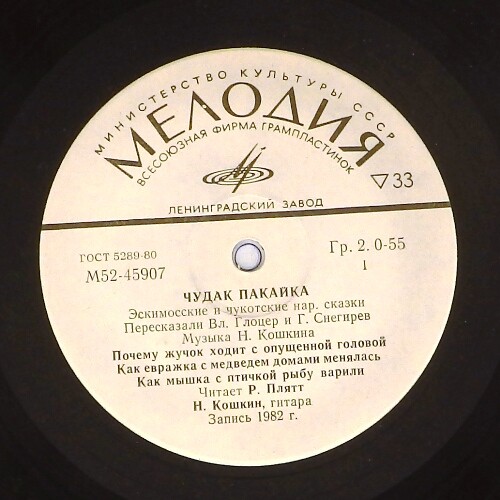 МИНИСТЕРСТВО КУЛЬТУРЫ СССР
МЕЛОДИЯ
ВСЕСОЮЗНАЯ ФИРМА ГРАМПЛАСТИНОК
▽33
ЛЕНИНГРАДСКИЙ ЗАВОД
ГОСТ 5289-80
М52-45907
Гр. 2. 0-55
1
ЧУДАК ПАКАЙКА
Эскимосские и чукотские нар. сказки
Пересказали Вл. Глоцер и Г. Снегирев
Музыка Н. Кошкина
Почему жучок ходит с опущенной головой
Как евражка с медведем домами менялась
Как мышка с птичкой рыбу варили
Читает Р. Плятт
Н. Кошкин, гитара
Запись 1982 г.